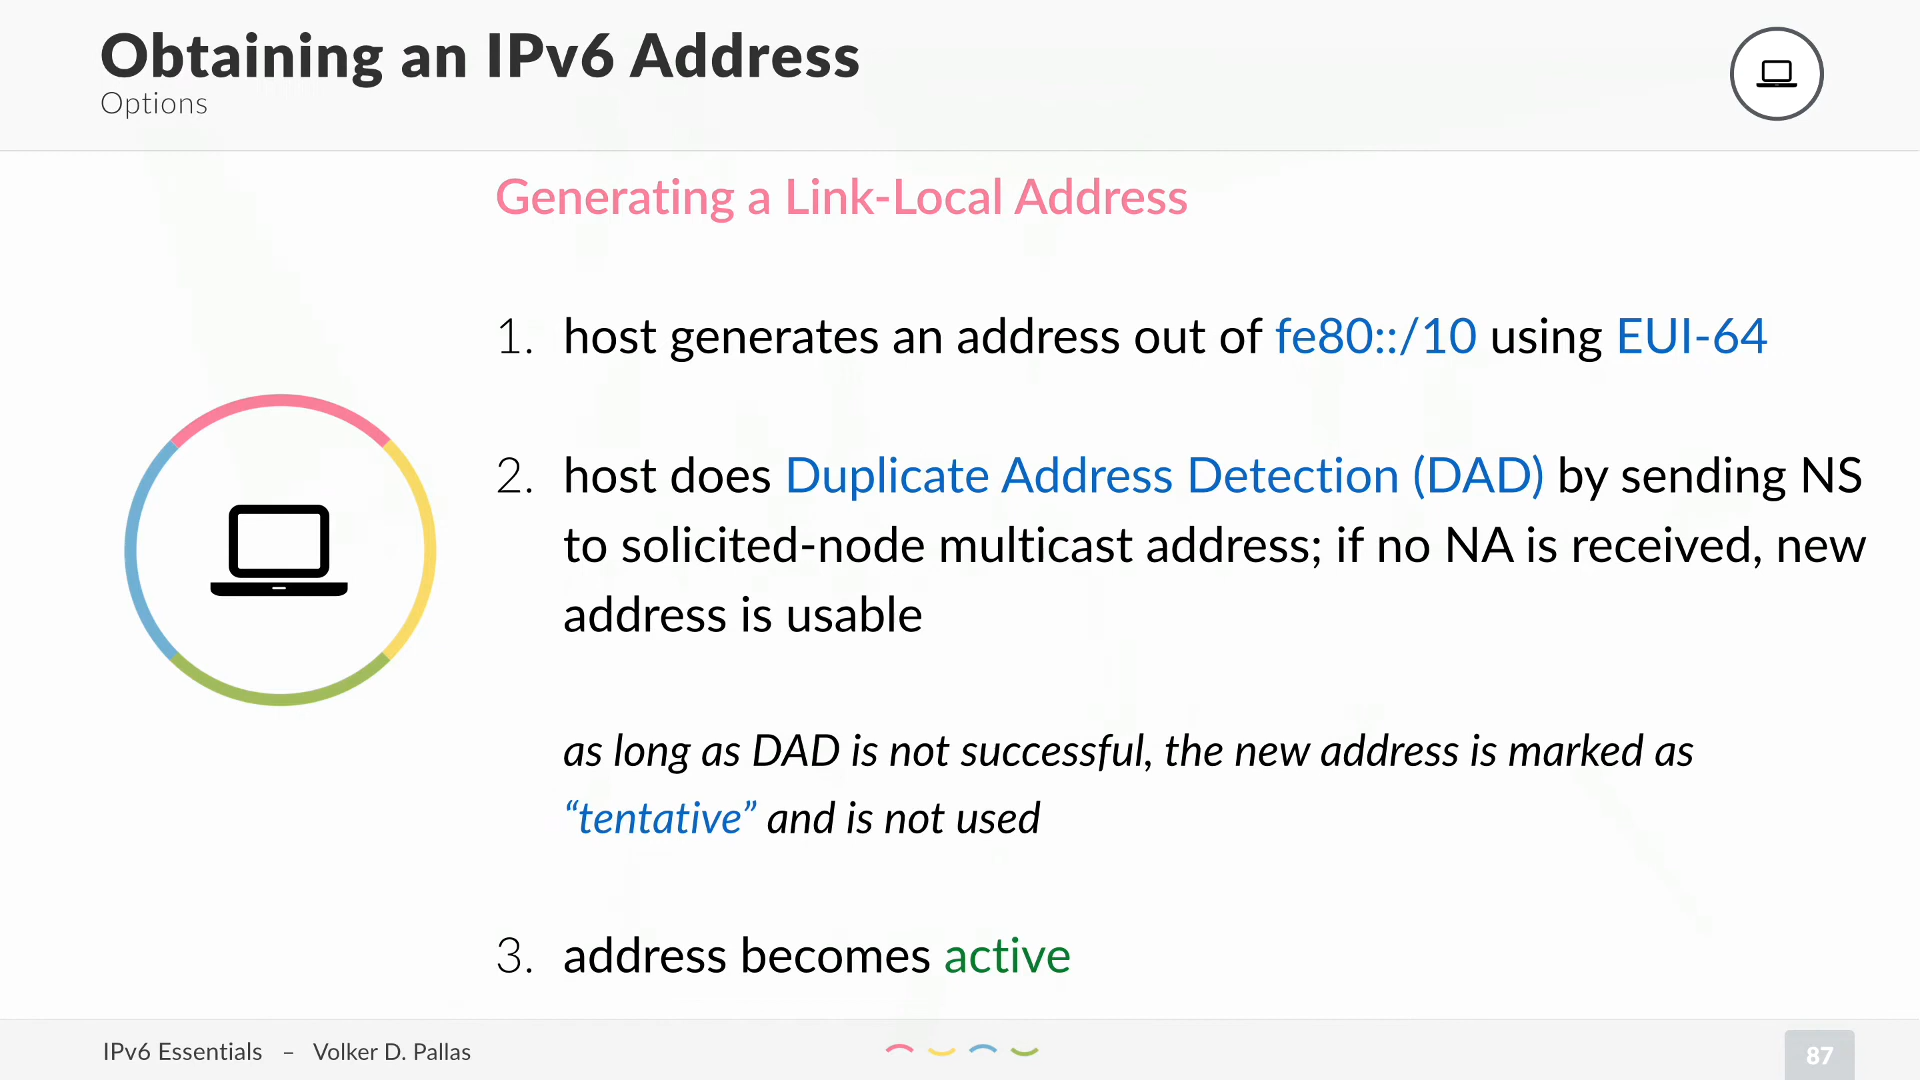 Obtaining an IPv6 Address
Options
Generating a Link-Local Address
1. host generates an address out of fe80::/10 using EUI-64
2. host does Duplicate Address Detection (DAD) by sending NS
to solicited-node multicast address; if no NA is received, new
address is usable
as long as DAD is not successful, the new address is marked as
“tentative” and is not used
3. address becomes active
IPv6 Essentials – Volker D. Pallas
87